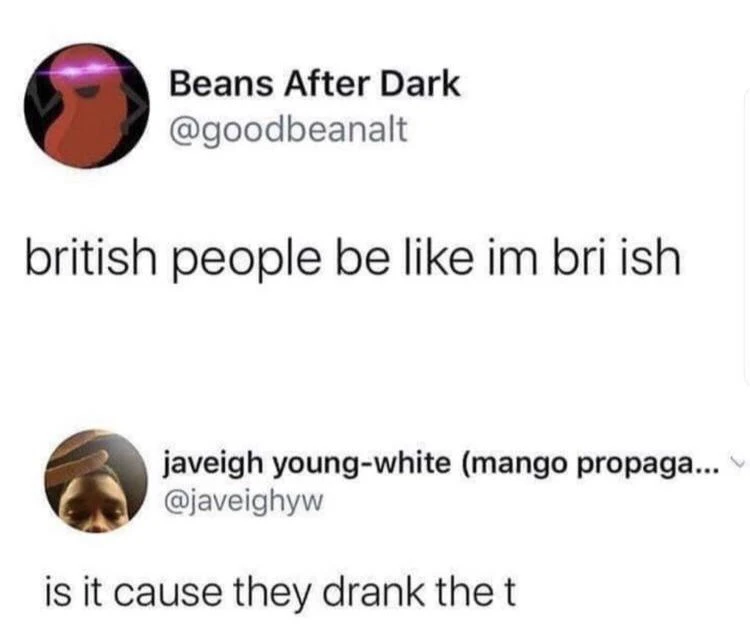 Beans After Dark
@goodbeanalt
british people be like im bri ish
javeigh young-white (mango propaga...
@javeighyw
is it cause they drank the t